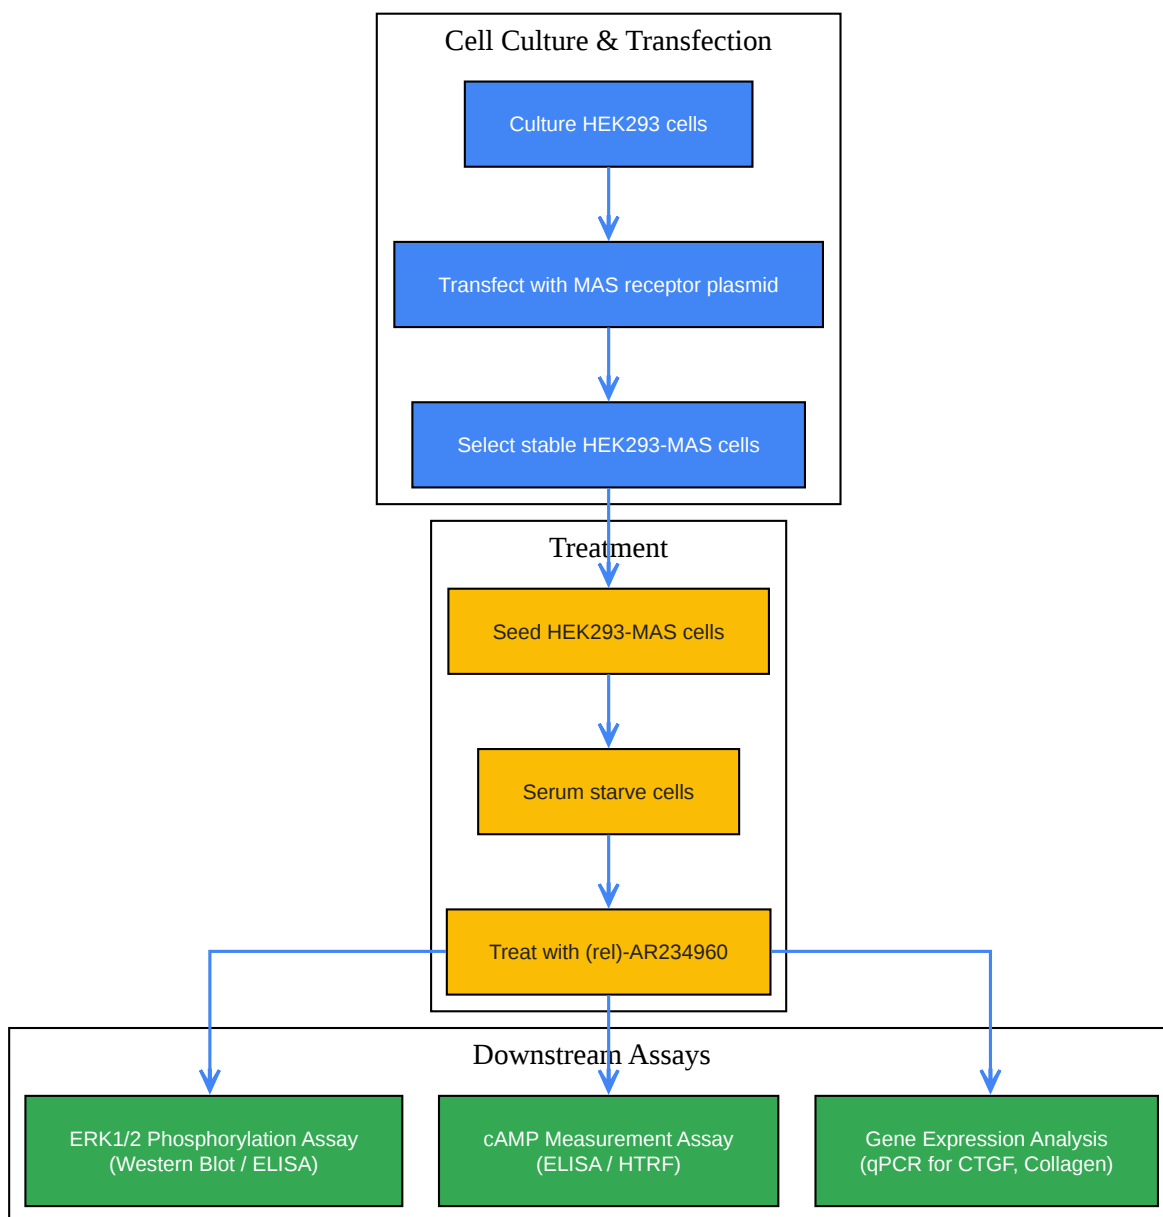 Cell Culture & Transfection
Culture HEK293 cells
Transfect with MAS receptor plasmid
Select stable HEK293-MAS cells
Treatment
Seed HEK293-MAS cells
Serum starve cells
Treat with (rel)-AR234960
Downstream Assays
ERK1/2 Phosphorylation Assay
(Western Blot / ELISA)
cAMP Measurement Assay
(ELISA / HTRF)
Gene Expression Analysis
(qPCR for CTGF, Collagen)